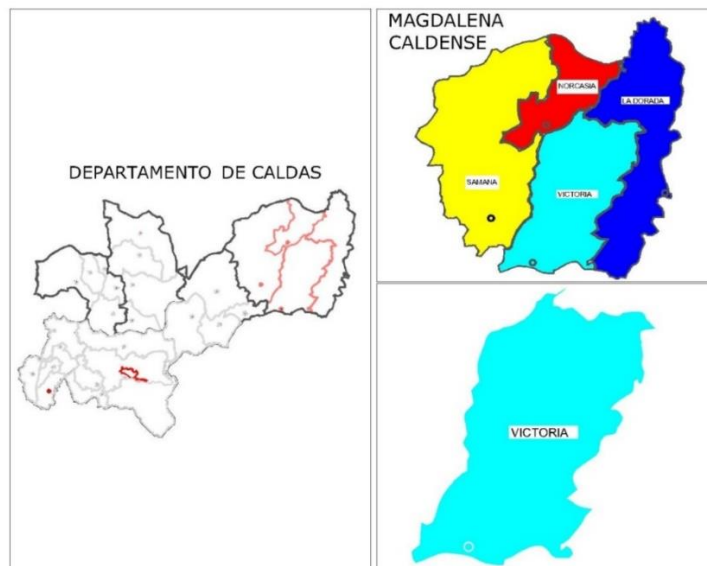 DEPARTAMENTO DE CALDAS
MAGDALENA
CALDENSE
NORCASIA
LA DORADA
SAMANA
VICTORIA
VICTORIA